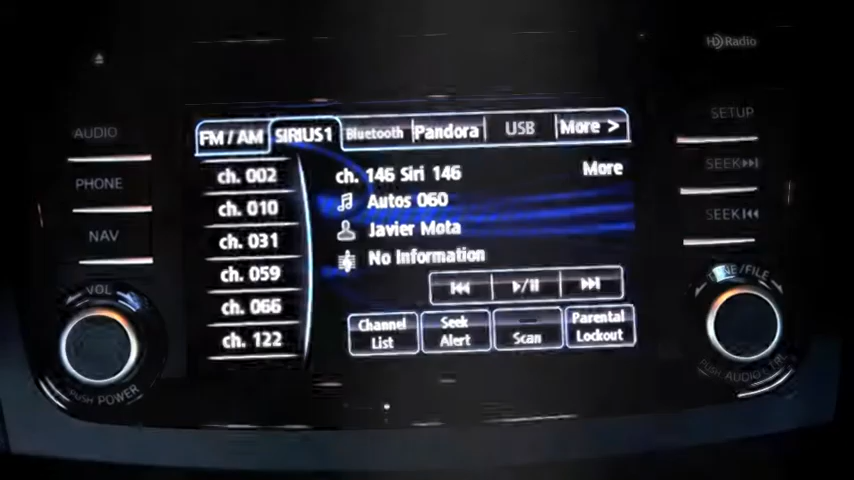 HD Radio
AUDIO
PHONE
NAV
VOL
PUSH POWER
FM/AM SIRIUS1 Bluetooth Pandora USB More >
ch. 002
ch. 010
ch. 031
ch. 059
ch. 066
ch. 122
ch. 146 Siri 146 More
Autos 060
Javier Mota
No Information
Channel List
Seek Alert
Scan
Parental Lockout
SETUP
SEEK
SEEK
TUNE/FILE
PUSH AUDIO CTRL